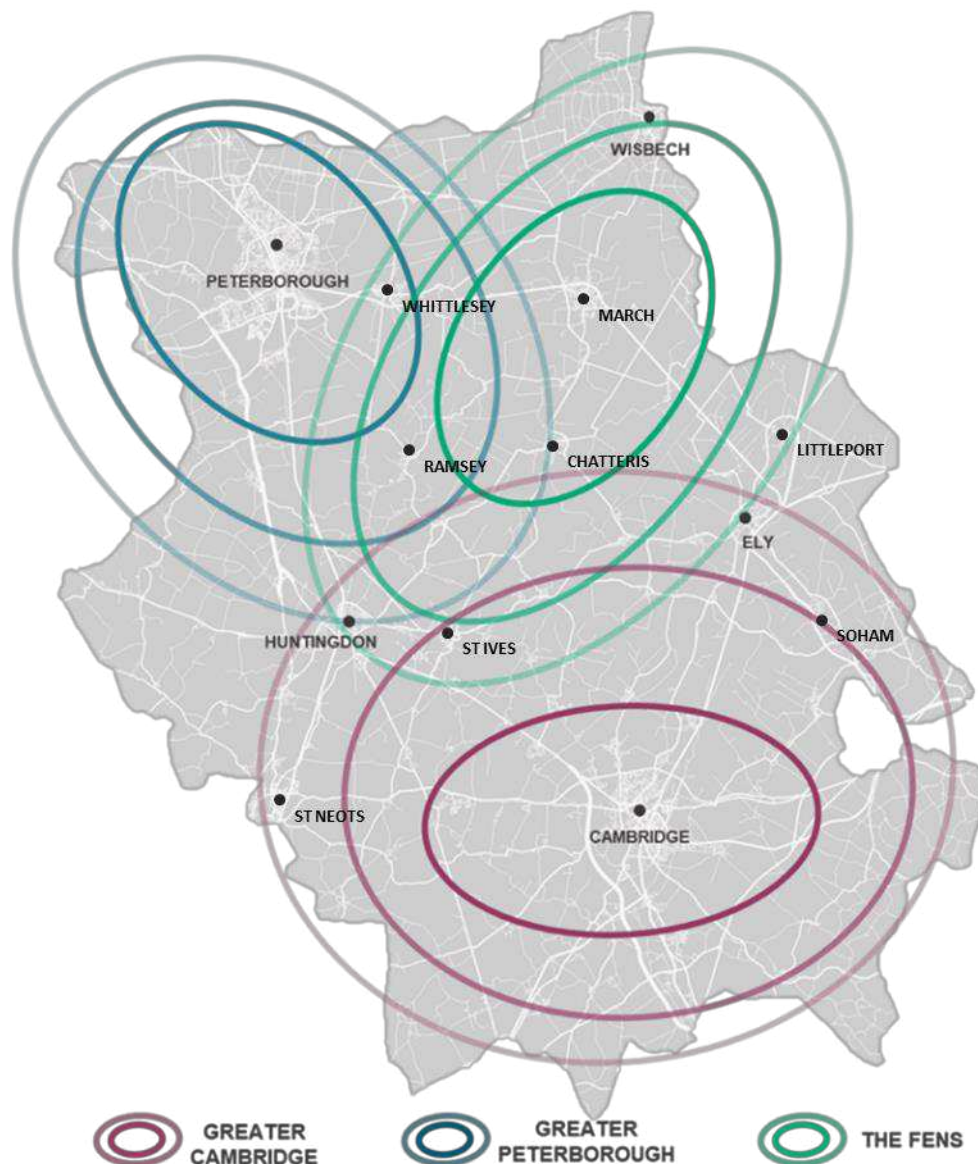 WISBECH
PETERBOROUGH
WHITTLESEY
MARCH
LITTLEPORT
RAMSEY
CHATTERIS
ELY
HUNTINGDON
ST IVES
SOHAM
ST NEOTS
CAMBRIDGE
GREATER
CAMBRIDGE
GREATER
PETERBOROUGH
THE FENS